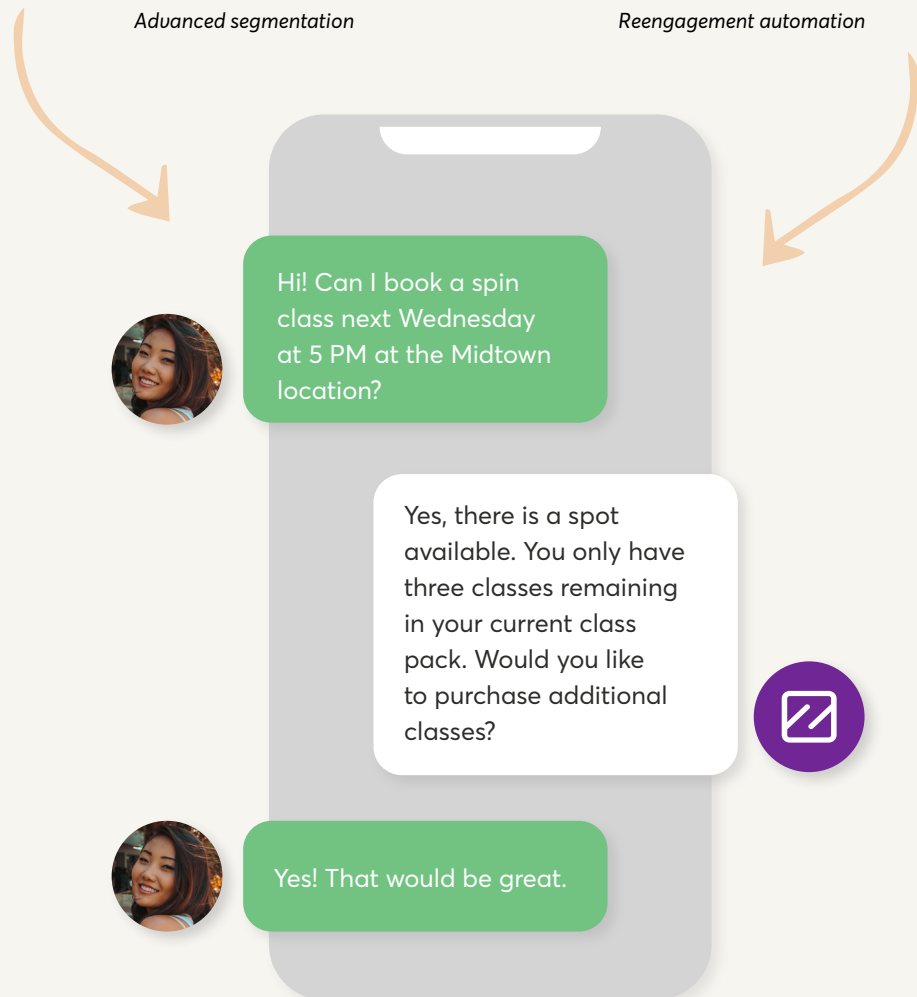 Advanced segmentation
Reengagement automation
Hi! Can I book a spin
class next Wednesday
at 5 PM at the Midtown
location?
Yes, there is a spot
available. You only have
three classes remaining
in your current class
pack. Would you like
to purchase additional
classes?
Yes! That would be great.